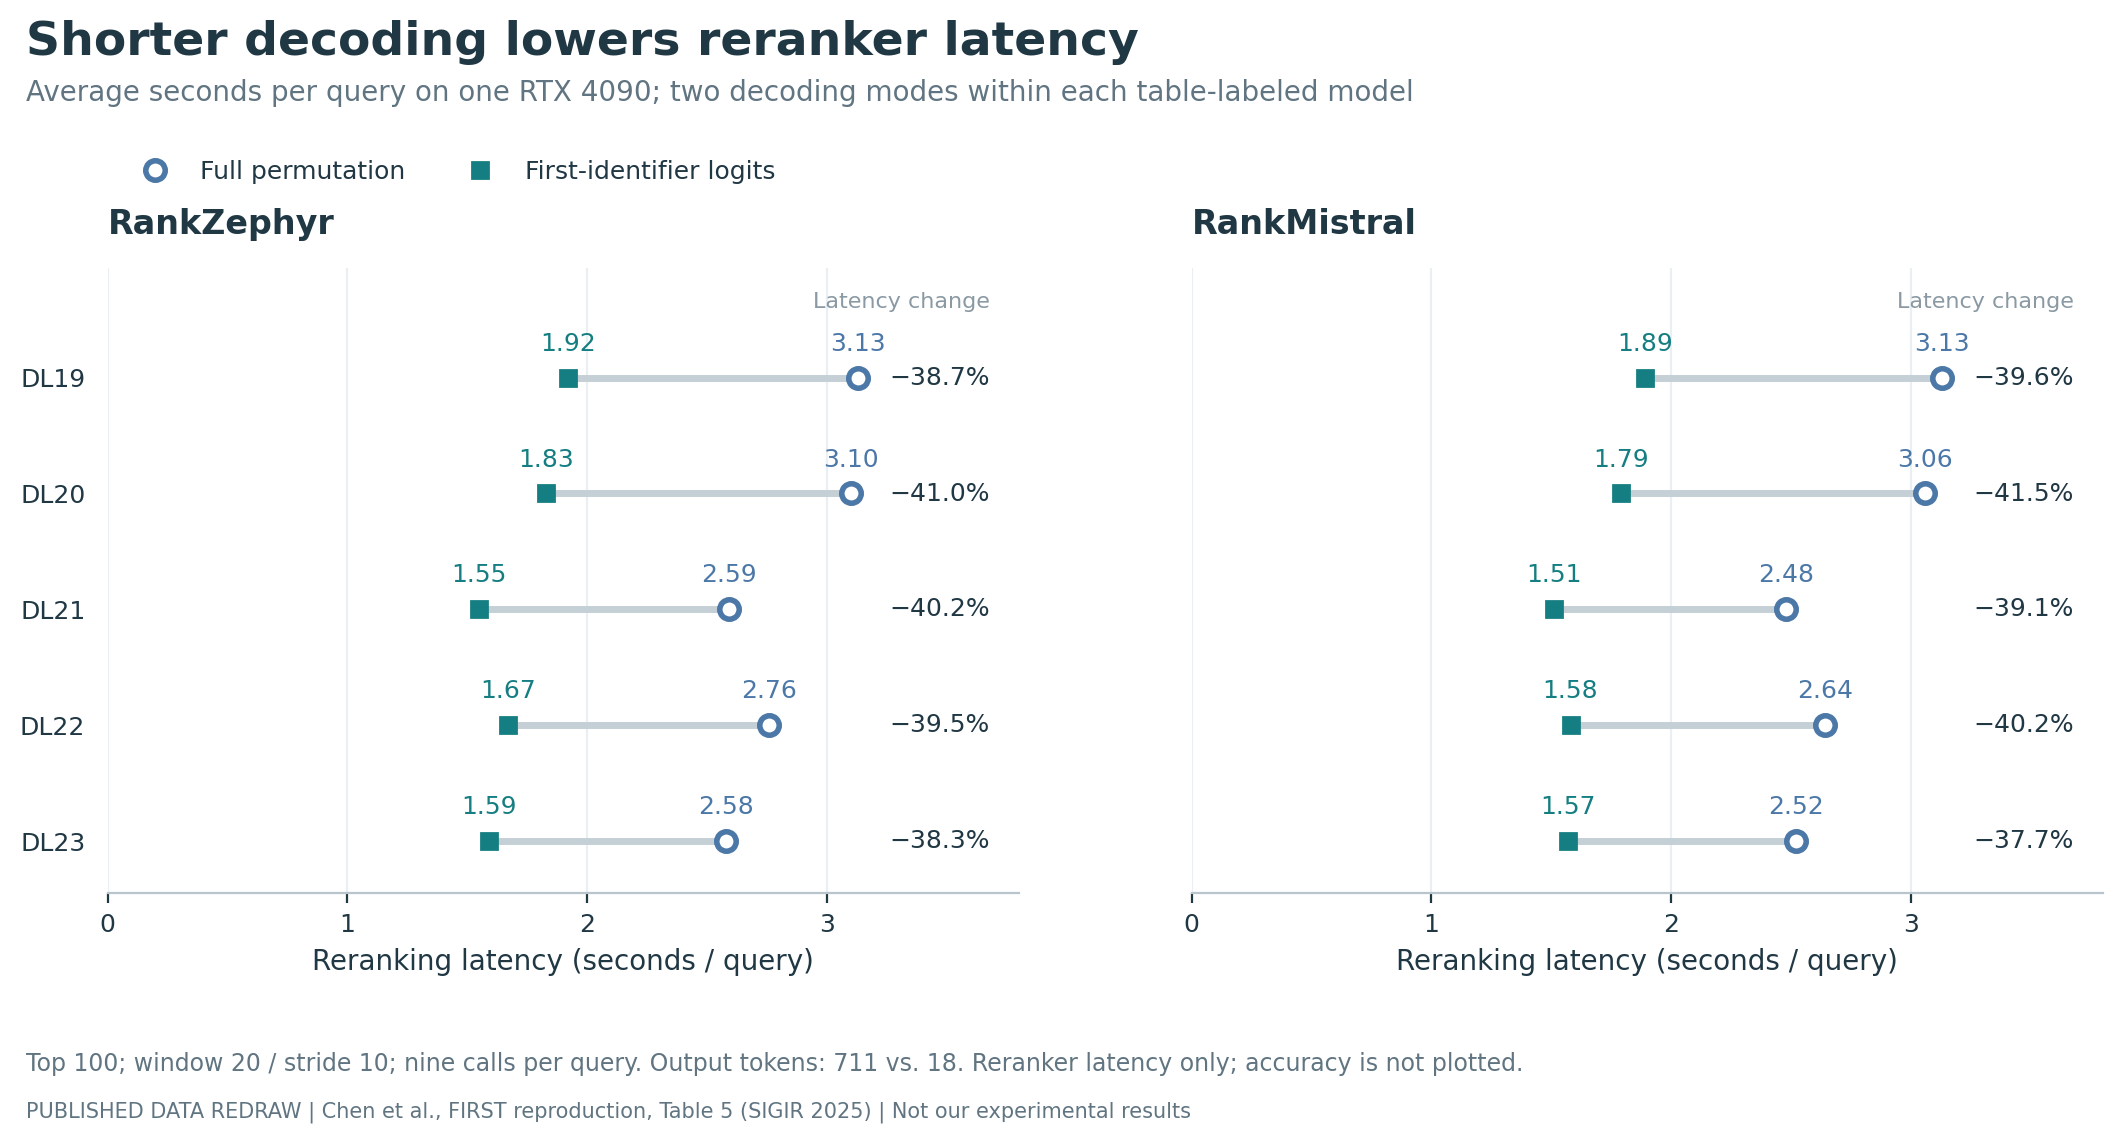 Shorter decoding lowers reranker latency
Average seconds per query on one RTX 4090; two decoding modes within each table-labeled model
Full permutation
First-identifier logits
RankZephyr
Latency change
DL19
1.92
3.13
−38.7%
DL20
1.83
3.10
−41.0%
DL21
1.55
2.59
−40.2%
DL22
1.67
2.76
−39.5%
DL23
1.59
2.58
−38.3%
0
1
2
3
Reranking latency (seconds / query)
RankMistral
Latency change
1.89
3.13
−39.6%
1.79
3.06
−41.5%
1.51
2.48
−39.1%
1.58
2.64
−40.2%
1.57
2.52
−37.7%
0
1
2
3
Reranking latency (seconds / query)
Top 100; window 20 / stride 10; nine calls per query. Output tokens: 711 vs. 18. Reranker latency only; accuracy is not plotted.
PUBLISHED DATA REDRAW | Chen et al., FIRST reproduction, Table 5 (SIGIR 2025) | Not our experimental results